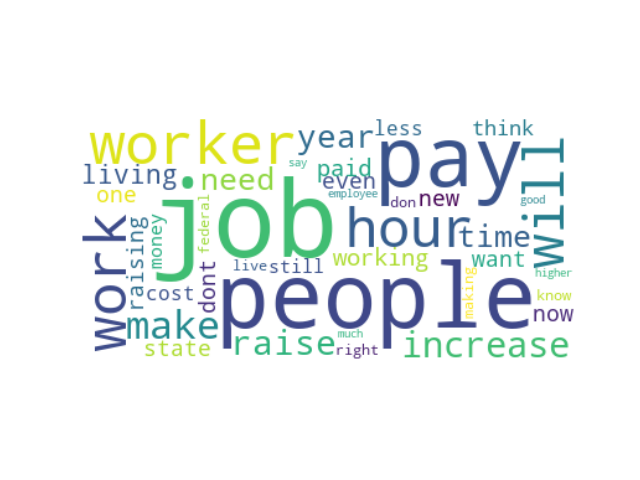 worker
year
less
think
pay
will
living
need
say
paid
even
employee
don
new
good
one
job
federal
money
raising
work
hour
time
working
want
live
still
cost
dont
people
making
higher
know
now
make
state
raise
much
right
increase